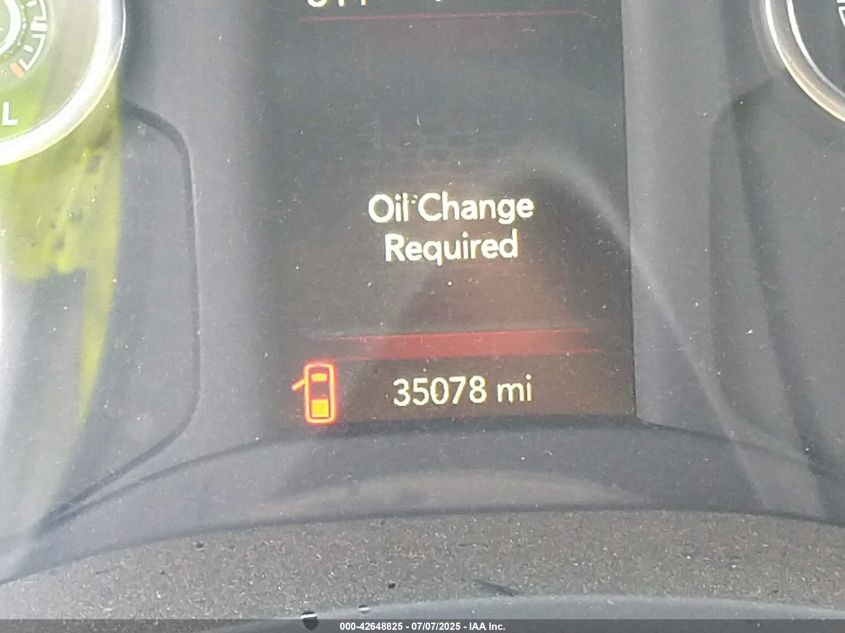 L
Oil Change
Required
35078 mi
000-42648825 - 07/07/2025 - IAA Inc.